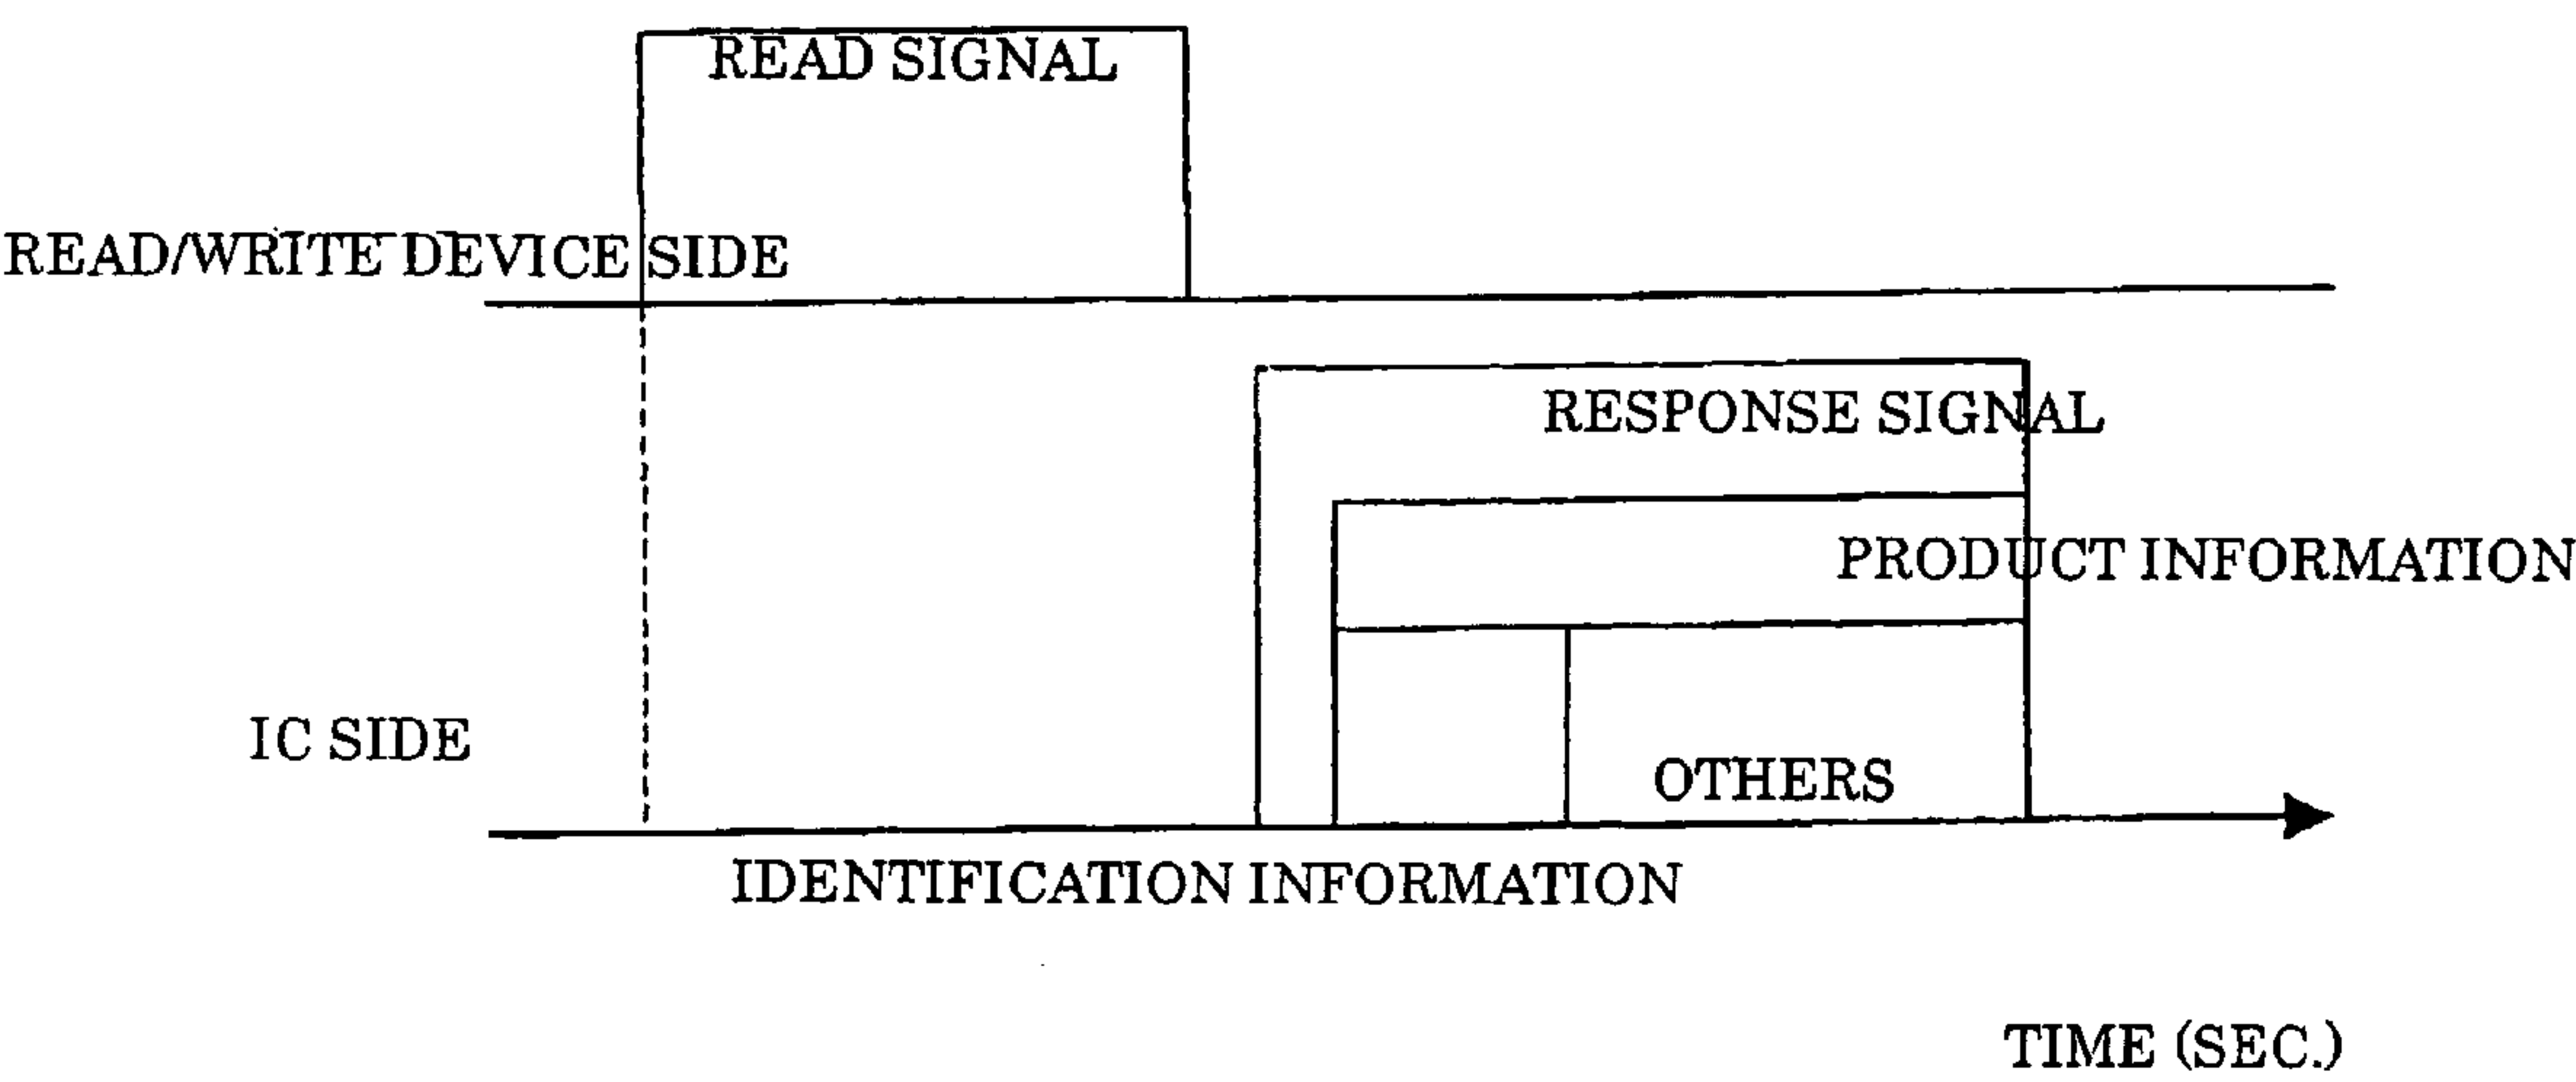 READ SIGNAL
READ/WRITE DEVICE SIDE
RESPONSE SIGNAL
PRODUCT INFORMATION
IC SIDE
OTHERS
IDENTIFICATION INFORMATION
TIME (SEC.)